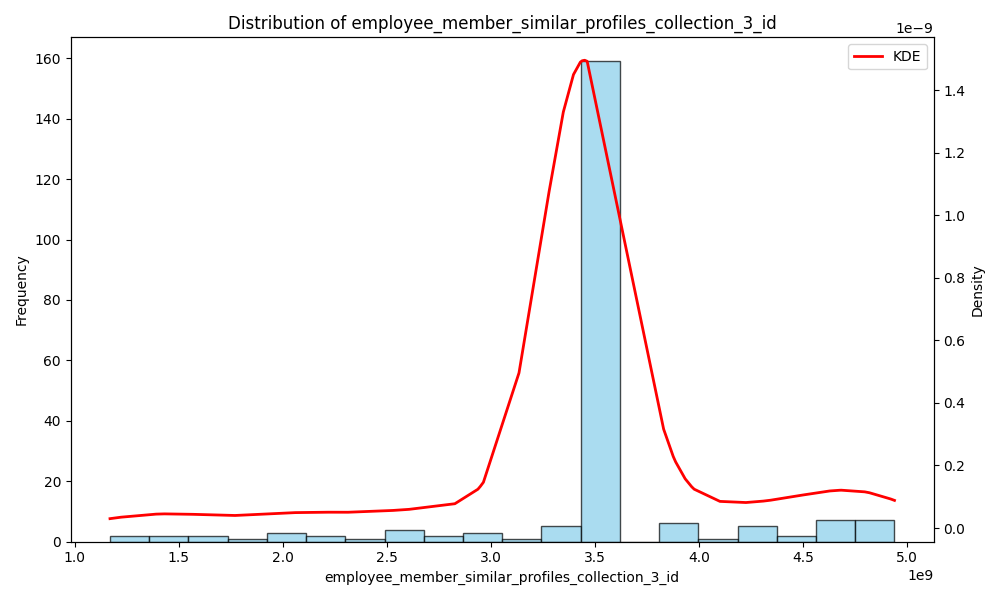 Distribution of employee_member_similar_profiles_collection_3_id
1e−9
KDE
160
140
120
100
80
60
40
20
0
Frequency
1.4
1.2
1.0
0.8
0.6
0.4
0.2
0.0
Density
1.0 1.5 2.0 2.5 3.0 3.5 4.0 4.5 5.0
employee_member_similar_profiles_collection_3_id
1e9